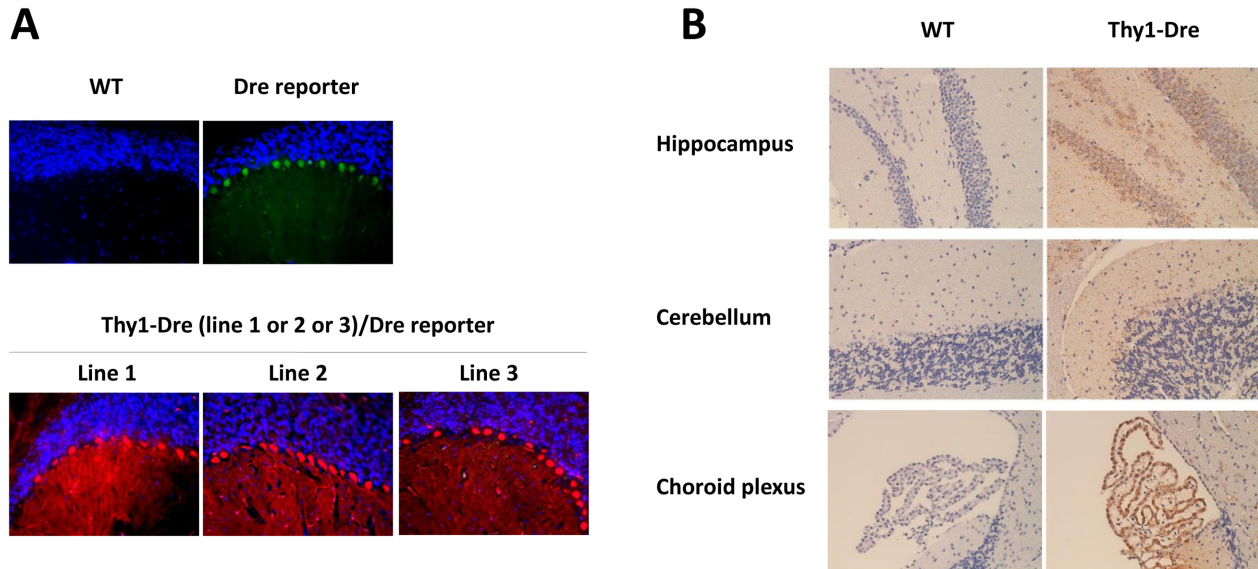 A
WT Dre reporter
Thy1-Dre (line 1 or 2 or 3)/Dre reporter
Line 1 Line 2 Line 3
B
WT Thy1-Dre
Hippocampus
Cerebellum
Choroid plexus